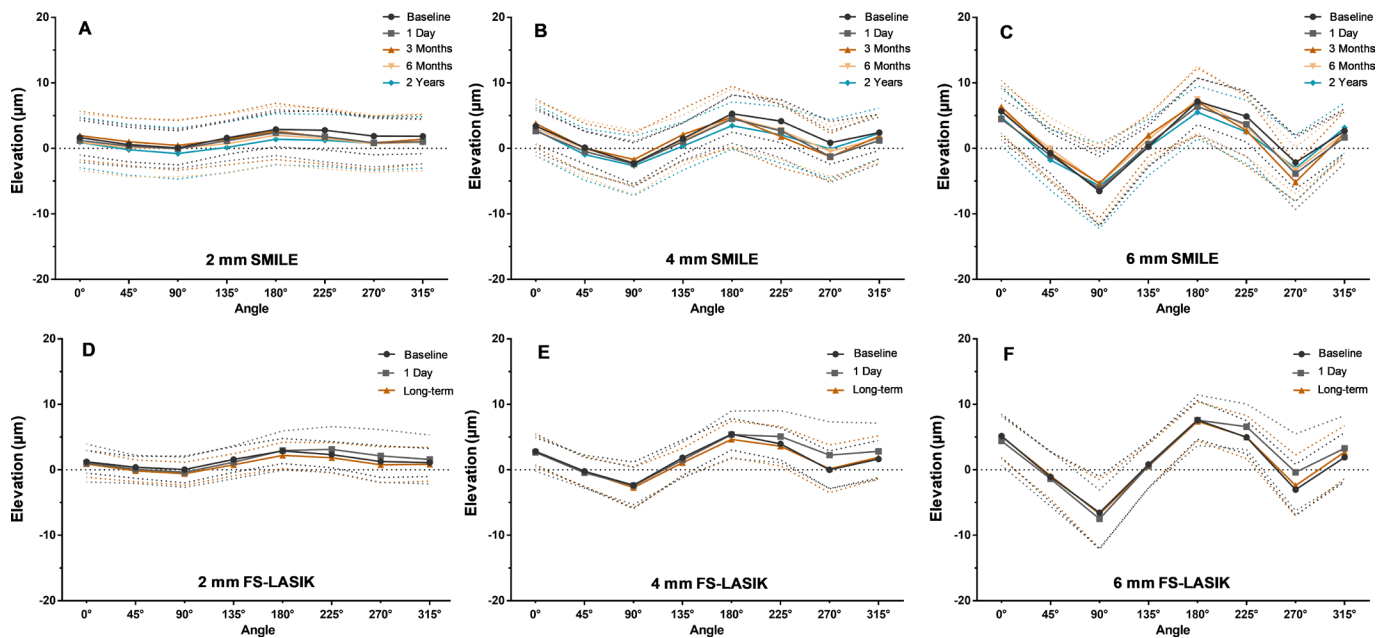 A
Baseline
1 Day
3 Months
6 Months
2 Years
Elevation (µm)
20
10
0
-10
-20
2 mm SMILE
0° 45° 90° 135° 180° 225° 270° 315°
Angle
B
Baseline
1 Day
3 Months
6 Months
2 Years
Elevation (µm)
20
10
0
-10
-20
4 mm SMILE
0° 45° 90° 135° 180° 225° 270° 315°
Angle
C
Baseline
1 Day
3 Months
6 Months
2 Years
Elevation (µm)
20
10
0
-10
-20
6 mm SMILE
0° 45° 90° 135° 180° 225° 270° 315°
Angle
D
Baseline
1 Day
Long-term
Elevation (µm)
20
10
0
-10
-20
2 mm FS-LASIK
0° 45° 90° 135° 180° 225° 270° 315°
Angle
E
Baseline
1 Day
Long-term
Elevation (µm)
20
10
0
-10
-20
4 mm FS-LASIK
0° 45° 90° 135° 180° 225° 270° 315°
Angle
F
Baseline
1 Day
Long-term
Elevation (µm)
20
10
0
-10
-20
6 mm FS-LASIK
0° 45° 90° 135° 180° 225° 270° 315°
Angle